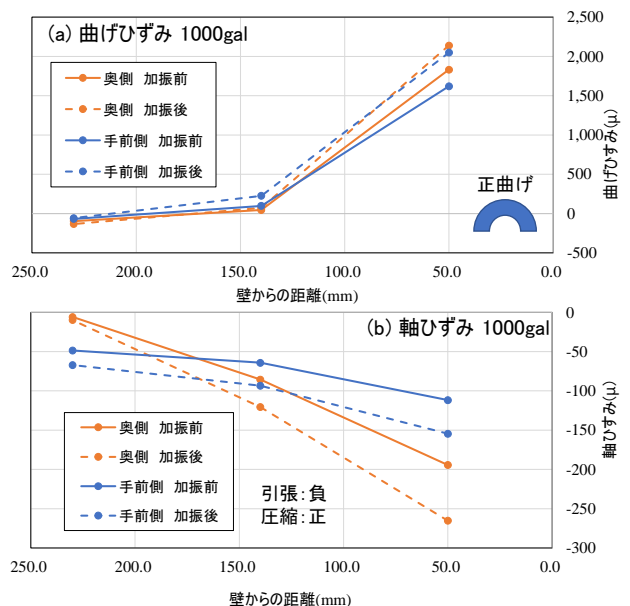 (a) 曲げひずみ 1000gal
奥側 加振前
奥側 加振後
手前側 加振前
手前側 加振後
正曲げ
2,500
2,000
1,500
1,000
500
0
-500
曲げひすみ(μ)
250.0 200.0 150.0 100.0 50.0 0.0
壁からの距離(mm)
(b) 軸ひずみ 1000gal
奥側 加振前
奥側 加振後
手前側 加振前
手前側 加振後
引張：負
圧縮：正
0
-50
-100
-150
-200
-250
-300
軸ひすみ(μ)
250.0 200.0 150.0 100.0 50.0 0.0
壁からの距離(mm)